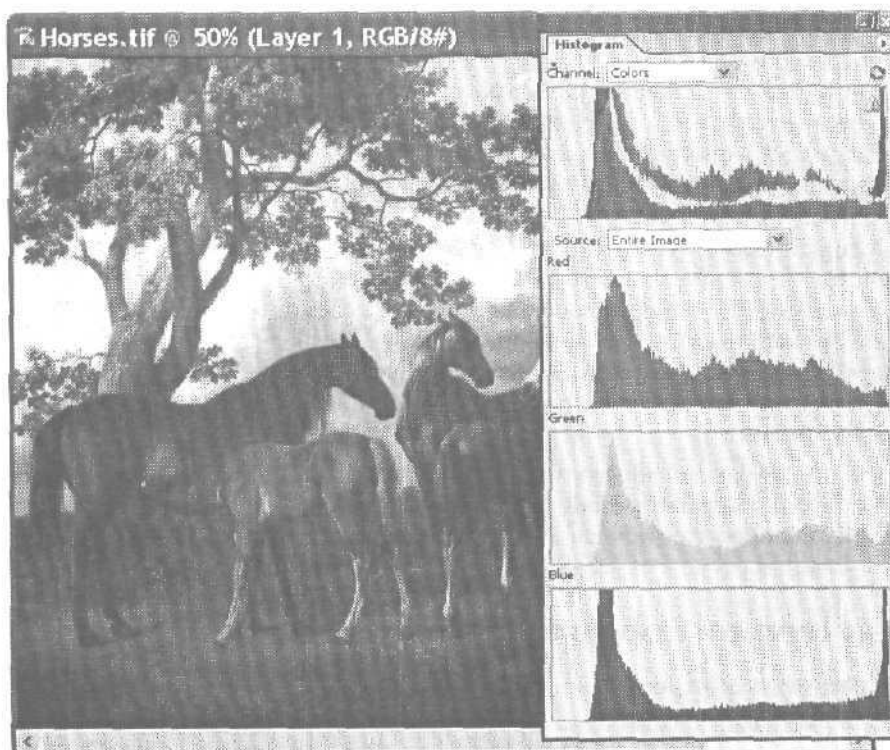 Horses.tif @ 50% (Layer 1, RGB/8#)
Histogram
Channel: Colors
Source: Entire Image
Red
Green
Blue